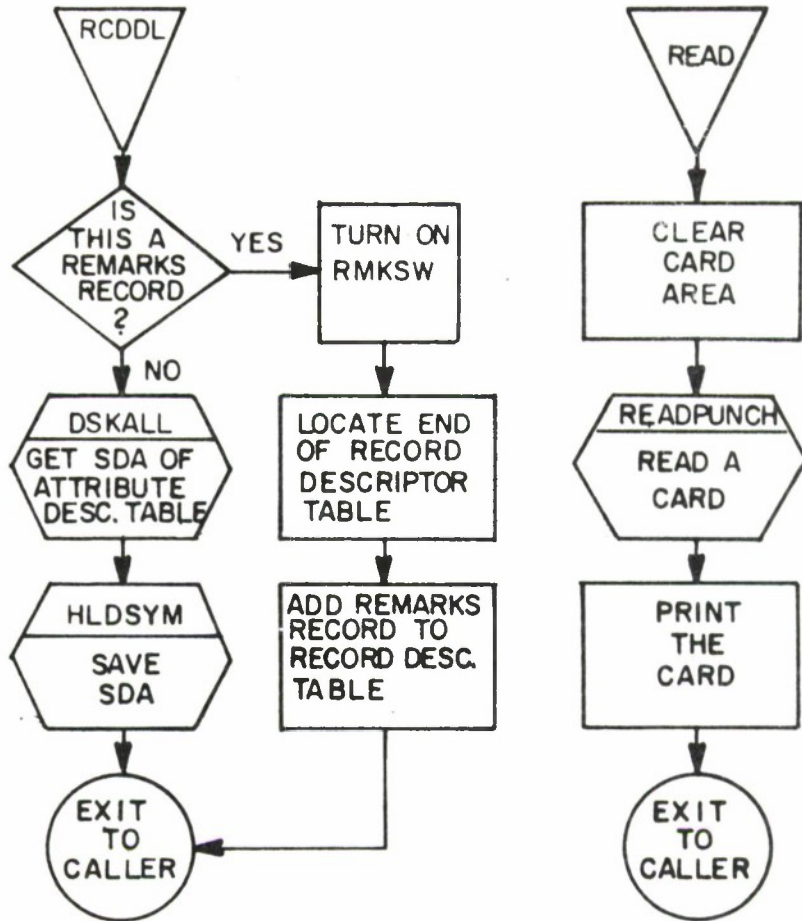 RCDDL
IS
THIS A
REMARKS
RECORD
?
YES
NO
TURN ON
RMKSW
DSKALL
GET SDA OF
ATTRIBUTE
DESC. TABLE
LOCATE END
OF RECORD
DESCRIPTOR
TABLE
HLDSYM
SAVE
SDA
ADD REMARKS
RECORD TO
RECORD DESC.
TABLE
EXIT
TO
CALLER
READ
CLEAR
CARD
AREA
READPUNCH
READ A
CARD
PRINT
THE
CARD
EXIT
TO
CALLER